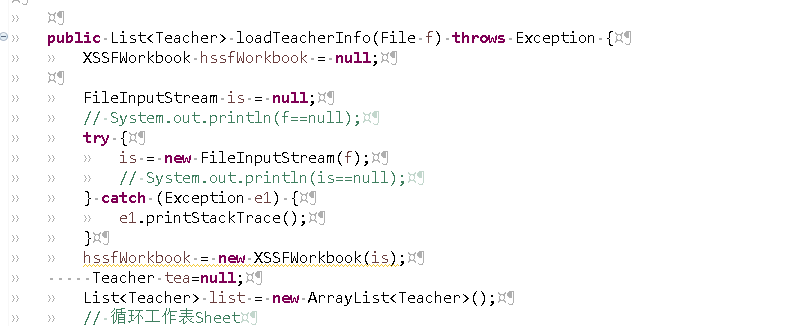 public List<Teacher> loadTeacherInfo(File f) throws Exception {
XSSFWorkbook hssfWorkbook = null;
FileInputStream is = null;
// System.out.println(f==null);
try {
is = new FileInputStream(f);
// System.out.println(is==null);
} catch (Exception e1) {
e1.printStackTrace();
}
hssfWorkbook = new XSSFWorkbook(is);
Teacher tea=null;
List<Teacher> list = new ArrayList<Teacher>();
// 循环工作表Sheet